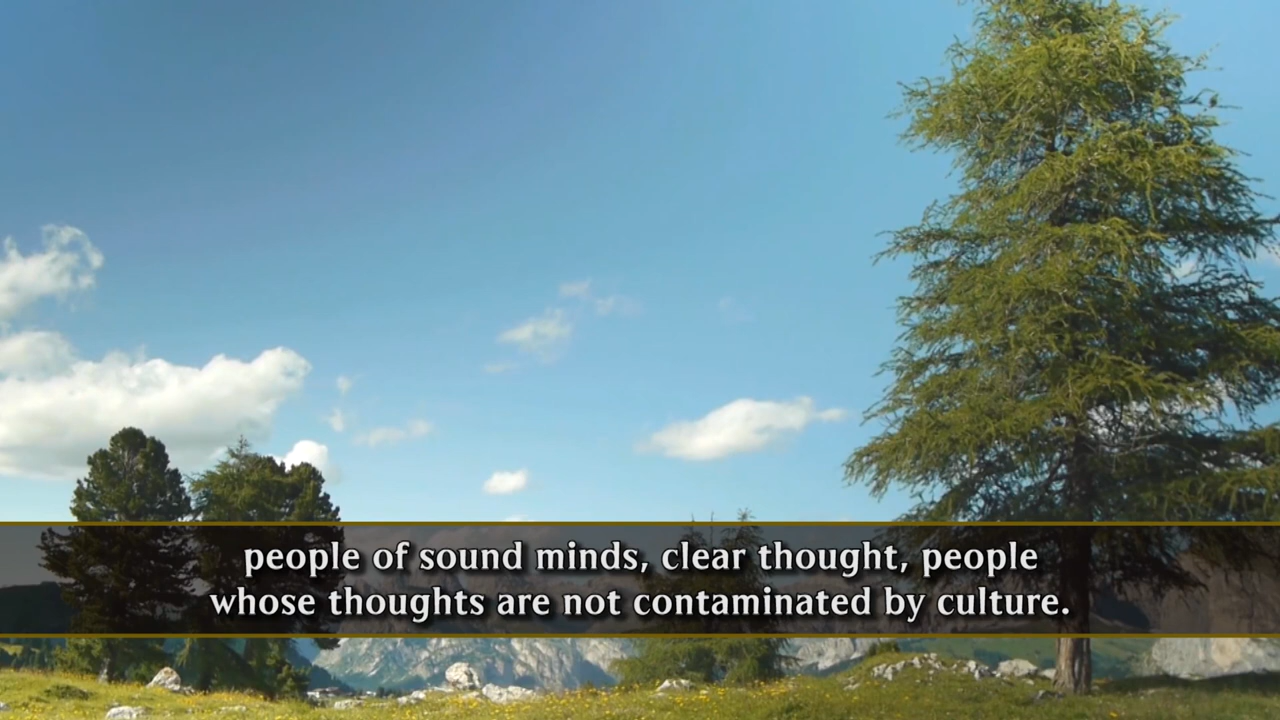 people of sound minds, clear thought, people
whose thoughts are not contaminated by culture.